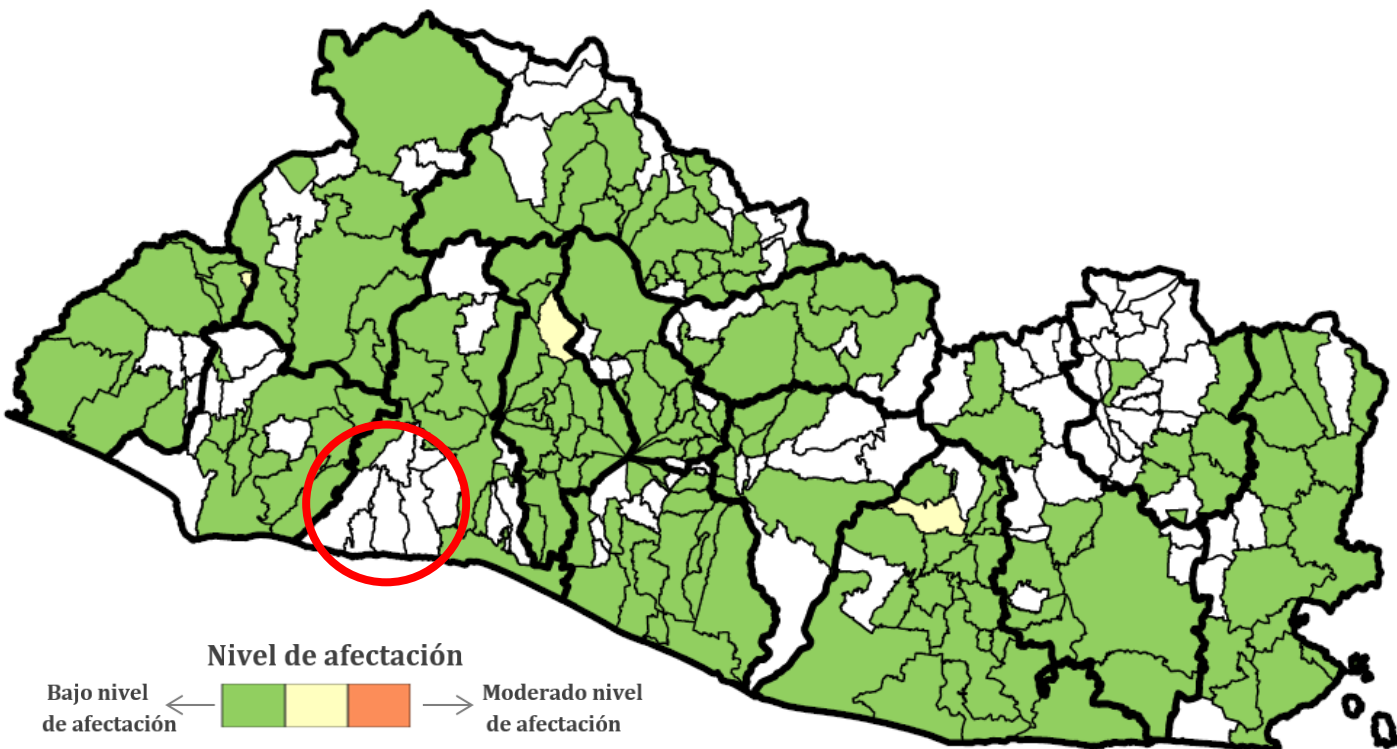 Nivel de afectación
Bajo nivel
de afectación
Moderado nivel
de afectación